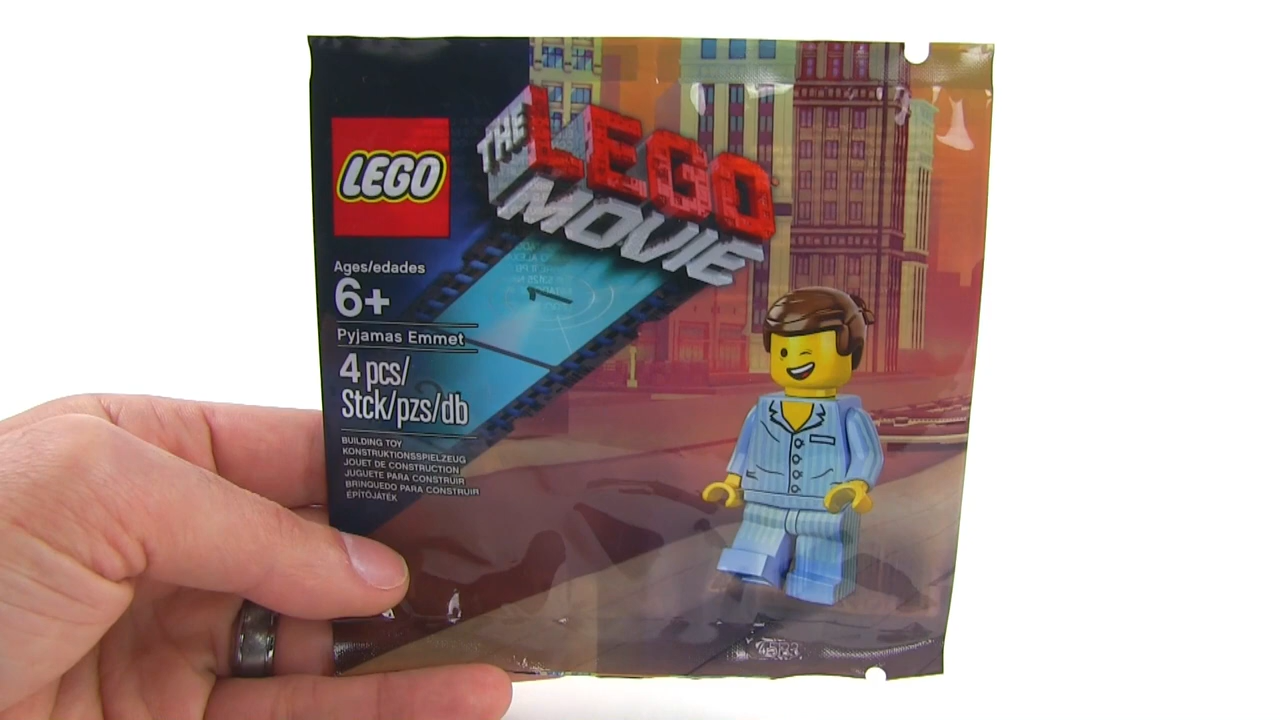 THE
LEGO
MOVIE
LEGO
Ages/edades
6+
Pyjamas Emmet
4 pcs/
Stck/pzs/db
BUILDING TOY
KONSTRUKTIONSSPIELZEUG
JOUET DE CONSTRUCTION
JUGUETE PARA CONSTRUIR
BRINQUEDO PARA CONSTRUIR
ÉPÍTŐJÁTÉK